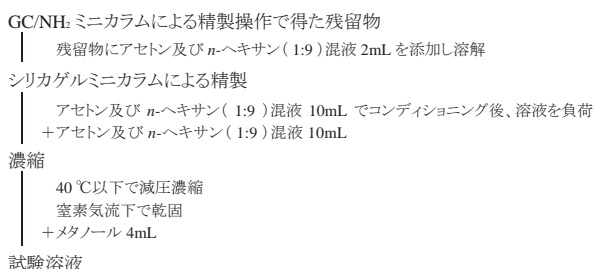 GC/NH₂ ミニカラムによる精製操作で得た残留物
残留物にアセトン及び n-ヘキサン( 1:9 )混液 2mL を添加し溶解
シリカゲルミニカラムによる精製
アセトン及び n-ヘキサン( 1:9 )混液 10mL でコンディショニング後、溶液を負荷
＋アセトン及び n-ヘキサン( 1:9 )混液 10mL
濃縮
40 ℃以下で減圧濃縮
窒素気流下で乾固
＋メタノール 4mL
試験溶液